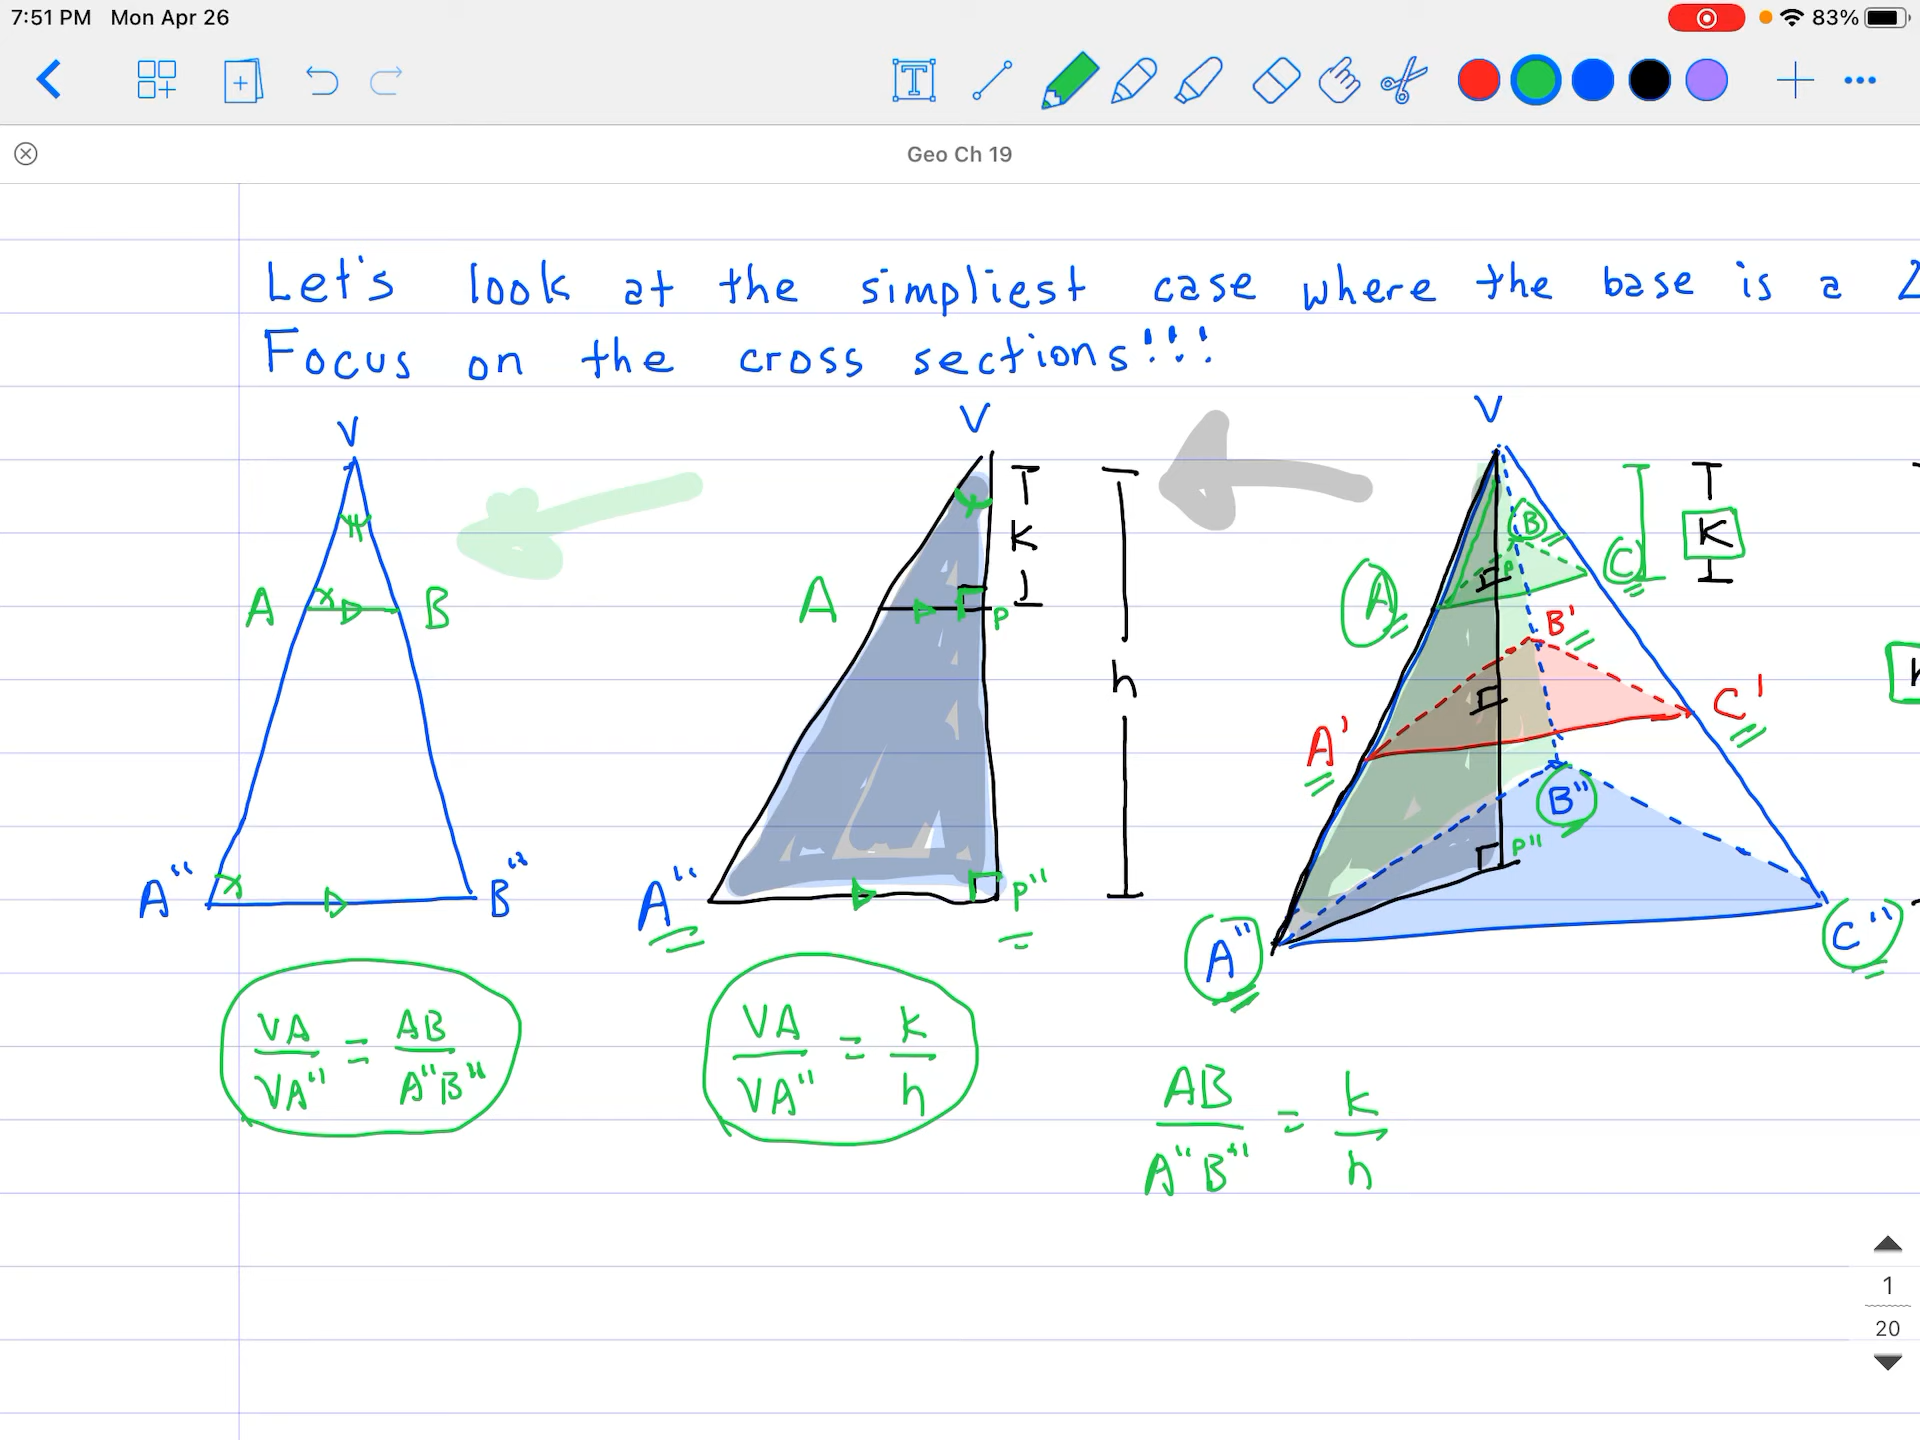 7:51 PM Mon Apr 26
83%
T
Geo Ch 19
Let's look at the simpliest case where the base is a
Focus on the cross sections!!!
V
A B
A" B"
VA/VA" = AB/A"B"
V
K
A P
h
A" P"
VA/VA" = k/h
V
B
C
K
A
P
B'
C'
A'
B"
P"
A"
C"
AB/A"B" = k/h
1
20